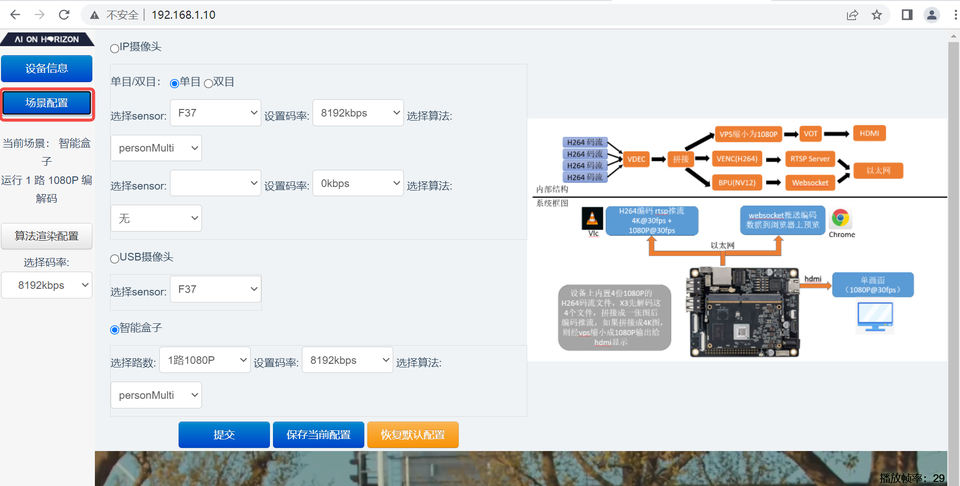 不安全 192.168.1.10
AI ON HORIZON
设备信息
场景配置
当前场景： 智能盒
子
运行 1 路 1080P 编
解码
算法渲染配置
选择码率:
8192kbps
IP摄像头
单目/双目： 单目 双目
选择sensor: F37 设置码率: 8192kbps 选择算法:
personMulti
选择sensor: 设置码率: 0kbps 选择算法:
无
USB摄像头
选择sensor: F37
智能盒子
选择路数: 1路1080P 设置码率: 8192kbps 选择算法:
personMulti
提交 保存当前配置 恢复默认配置
H264 码流
H264 码流
H264 码流
H264 码流
VDEC
拼接
VPS缩小为1080P
VOT
HDMI
VENC(H264)
RTSP Server
BPU(NV12)
Websocket
以太网
内部结构
系统框图
Vlc
H264编码 rtsp推流
4K@30fps +
1080P@30fps
websocket推送编码
数据到浏览器上预览
Chrome
以太网
hdmi
单画面
（1080P@30fps）
设备上内置4份1080P的
H264码流文件，X3先解码这
4个文件，拼接成一张图后
编码推流。如果拼接成4K图，
则经vps缩小成1080P输出给
hdmi显示
播放帧率：29